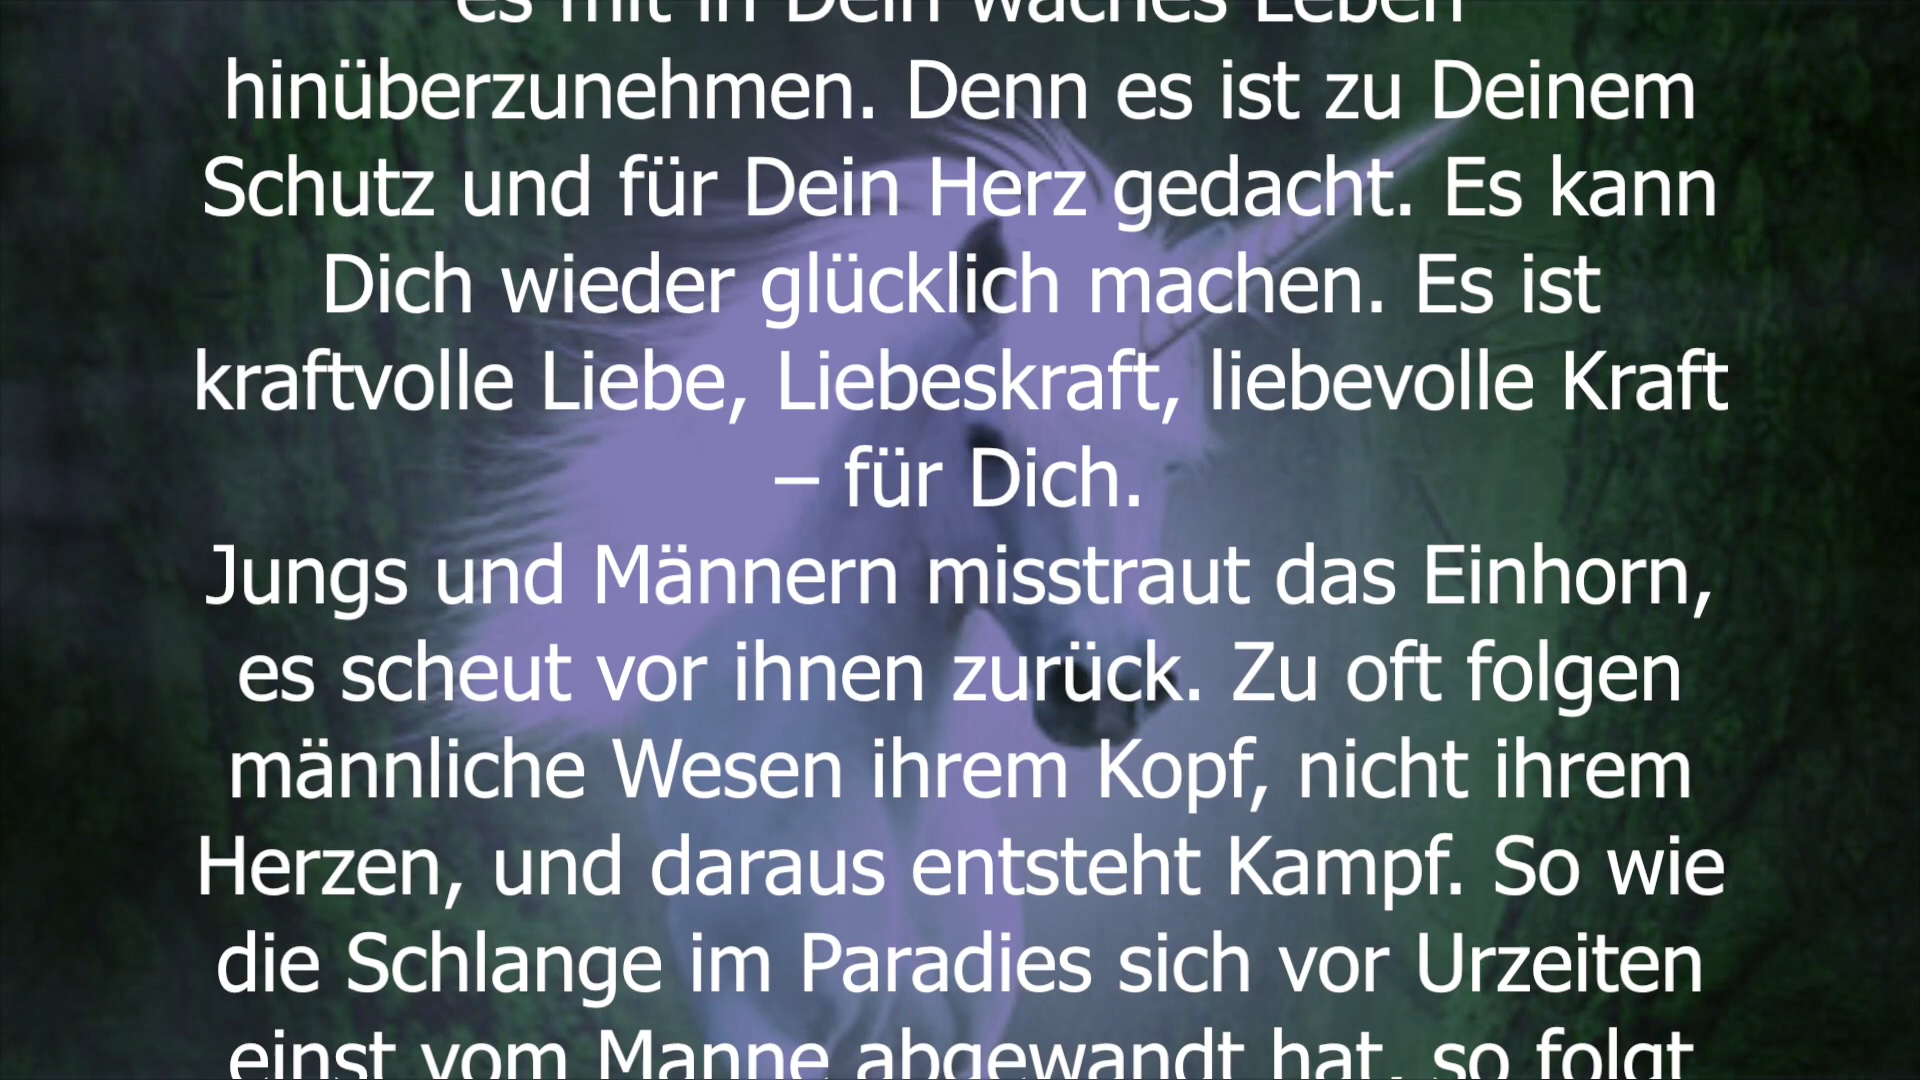 es mit in Dein waches Leben
hinüberzunehmen. Denn es ist zu Deinem
Schutz und für Dein Herz gedacht. Es kann
Dich wieder glücklich machen. Es ist
kraftvolle Liebe, Liebeskraft, liebevolle Kraft
– für Dich.
Jungs und Männern misstraut das Einhorn,
es scheut vor ihnen zurück. Zu oft folgen
männliche Wesen ihrem Kopf, nicht ihrem
Herzen, und daraus entsteht Kampf. So wie
die Schlange im Paradies sich vor Urzeiten
einst vom Manne abgewandt hat, so folgt